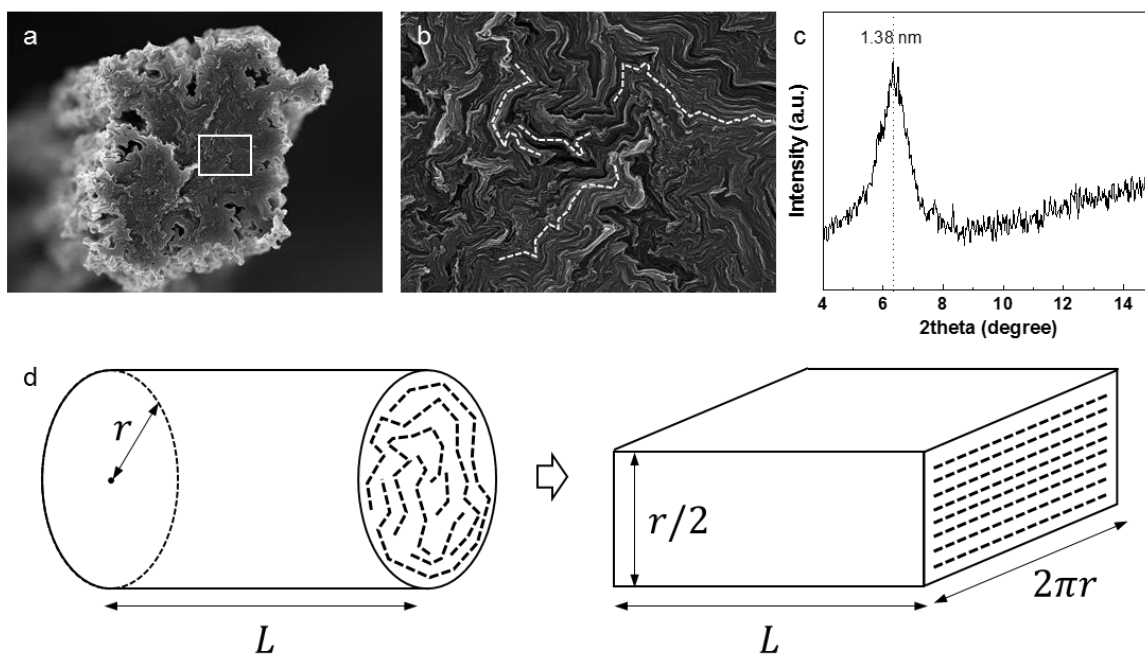 a
b
c
1.38 nm
Intensity (a.u.)
4 6 8 10 12 14
2theta (degree)
d
r
L
r/2
L
2πr